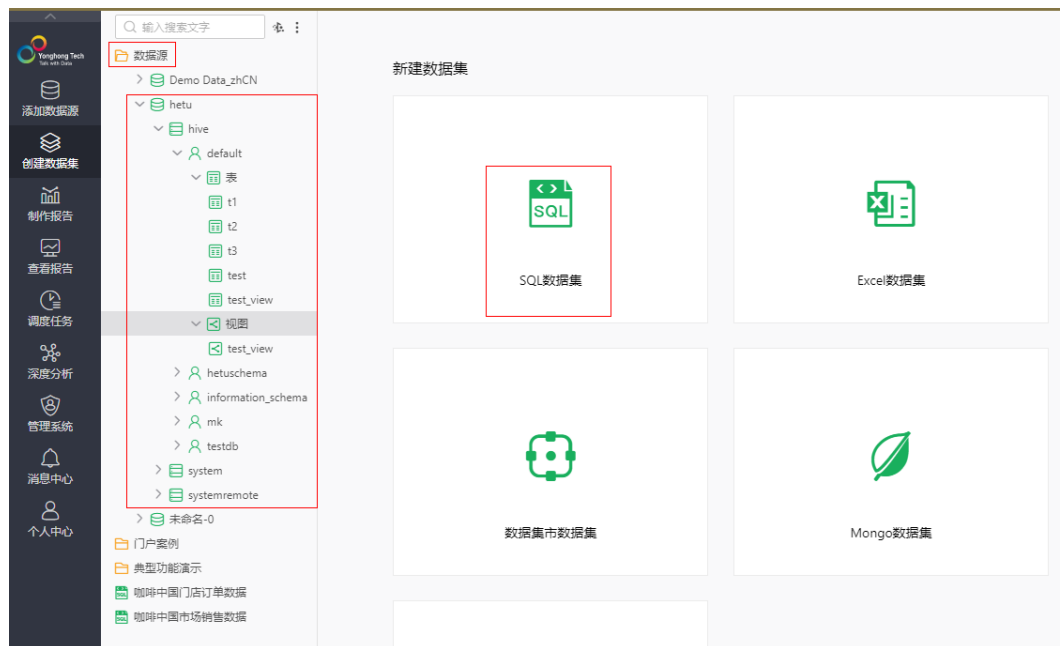 Yonghong Tech
Talk with Data
添加数据源
创建数据集
制作报告
查看报告
调度任务
深度分析
管理系统
消息中心
个人中心
输入搜索文字
数据源
Demo Data_zhCN
hetu
hive
default
表
t1
t2
t3
test
test_view
视图
test_view
hetuschema
information_schema
mk
testdb
system
systemremote
未命名-0
门户案例
典型功能演示
咖啡中国门店订单数据
咖啡中国市场销售数据
新建数据集
SQL
SQL数据集
Excel数据集
数据集市数据集
Mongo数据集